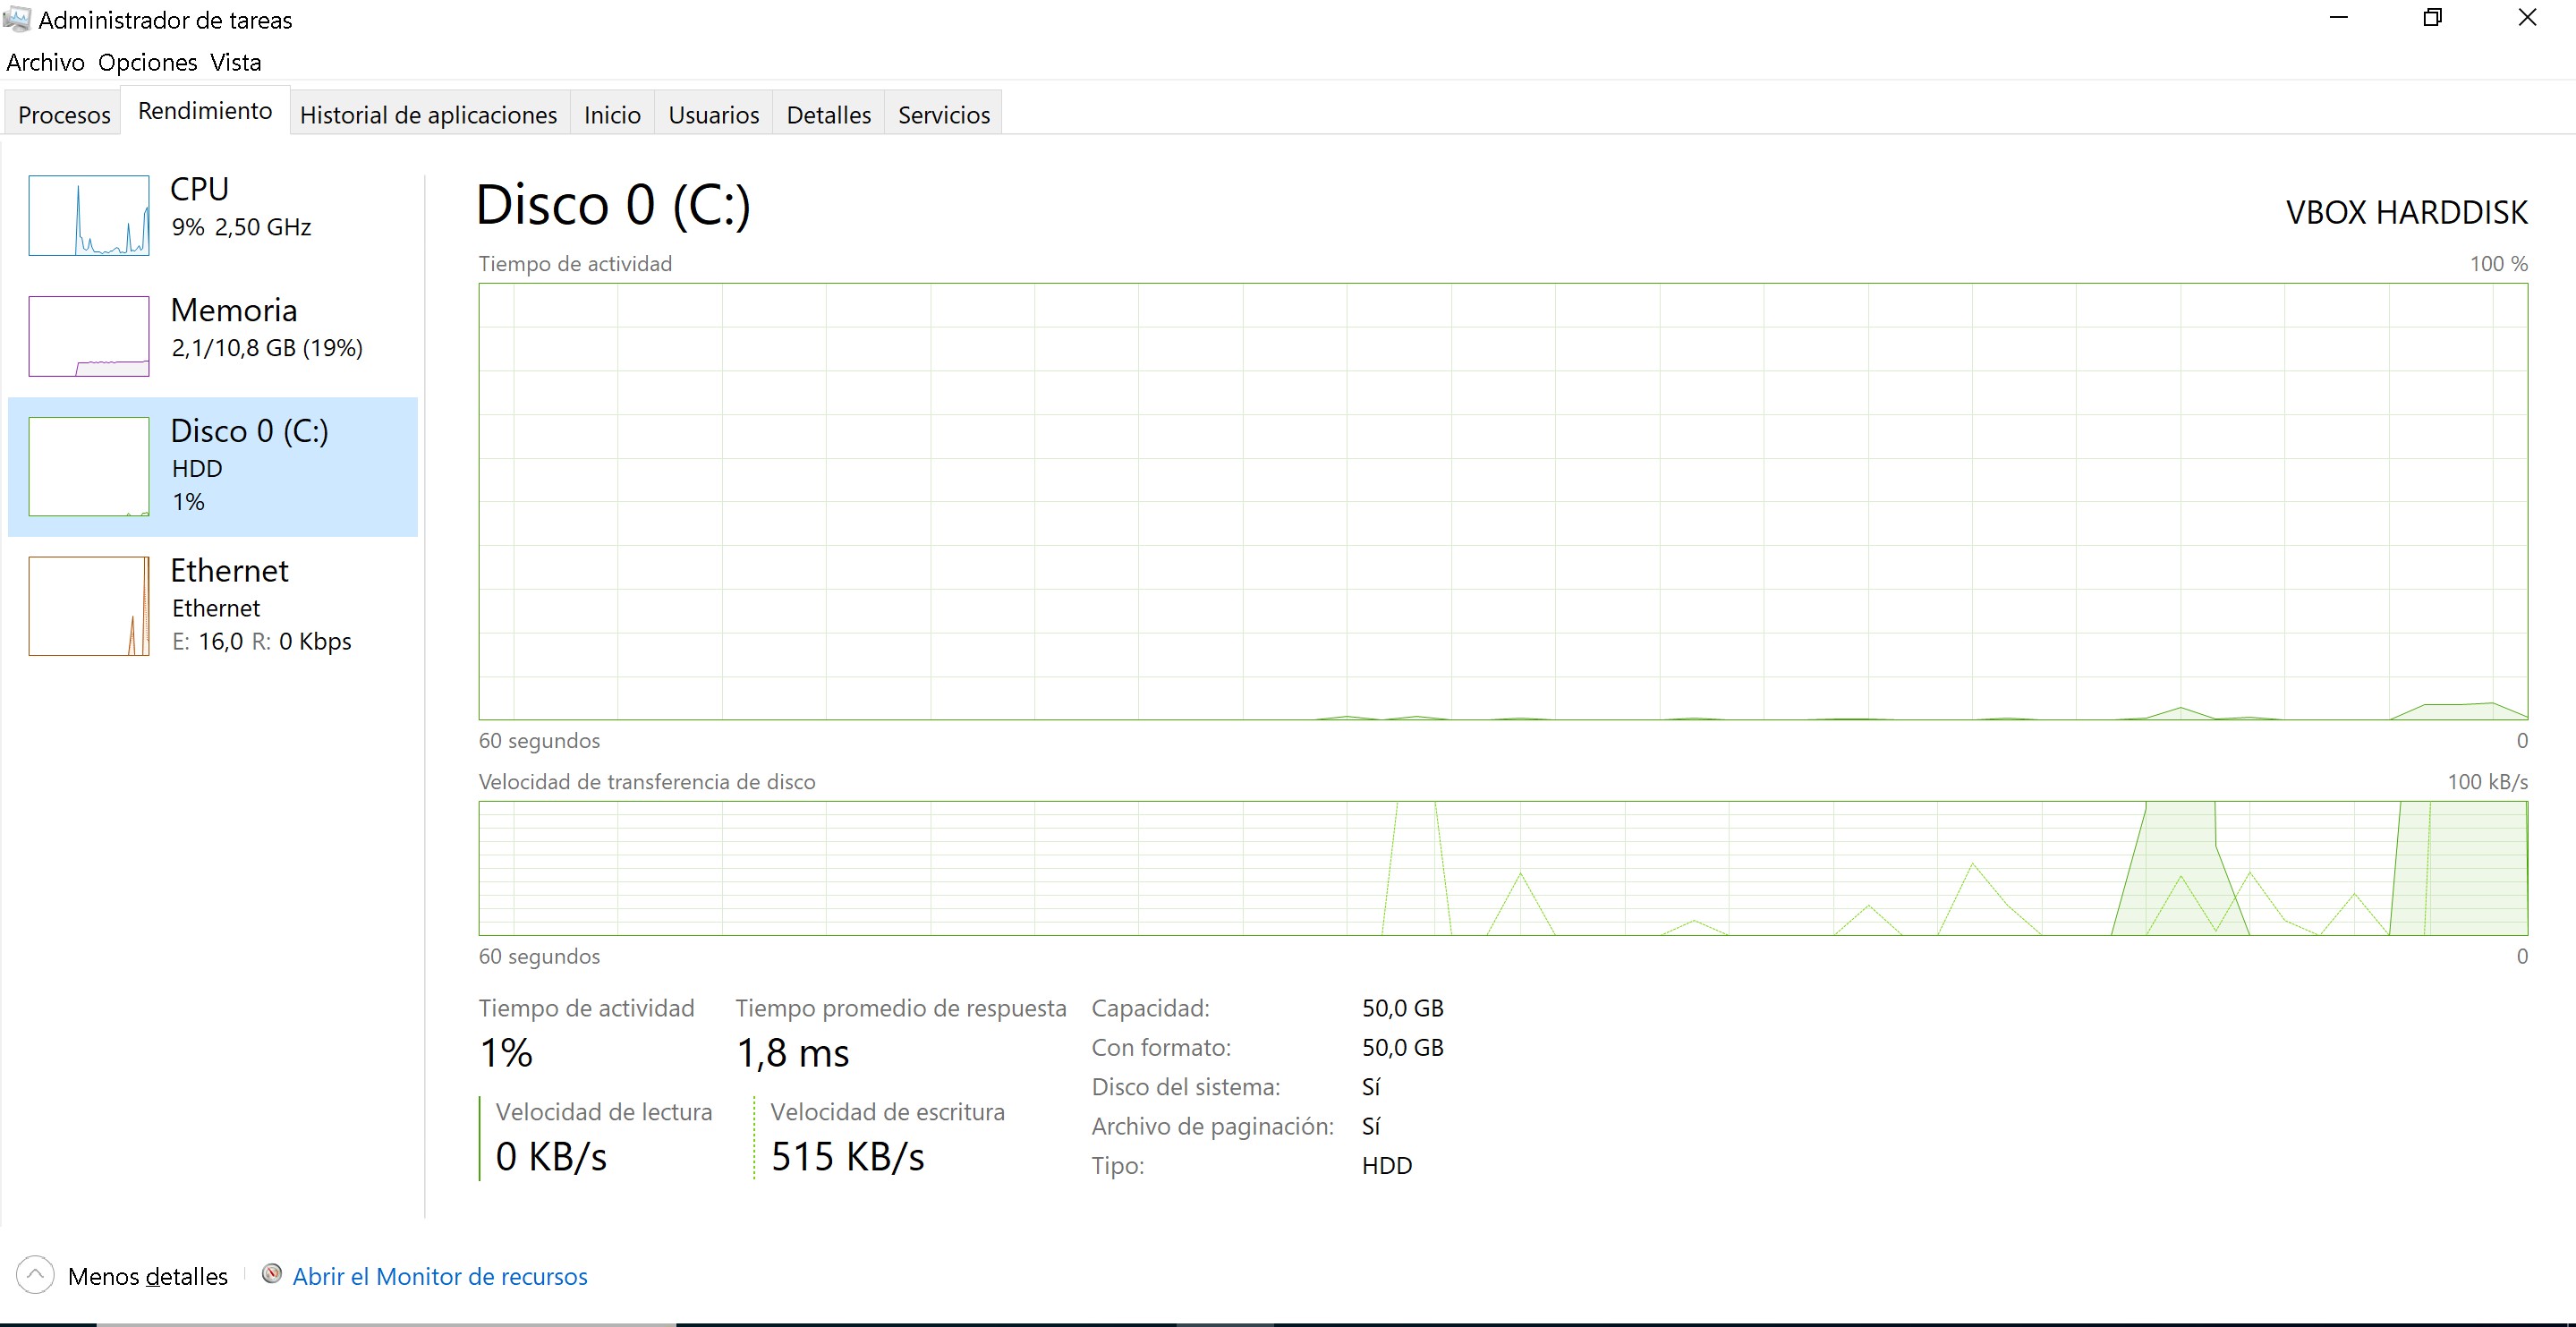 Administrador de tareas
Archivo Opciones Vista
Procesos Rendimiento Historial de aplicaciones Inicio Usuarios Detalles Servicios
CPU
9% 2,50 GHz
Memoria
2,1/10,8 GB (19%)
Disco 0 (C:)
HDD
1%
Ethernet
Ethernet
E: 16,0 R: 0 Kbps
Disco 0 (C:)
VBOX HARDDISK
Tiempo de actividad
100 %
60 segundos
0
Velocidad de transferencia de disco
100 kB/s
60 segundos
0
Tiempo de actividad
1%
Tiempo promedio de respuesta
1,8 ms
Velocidad de lectura
0 KB/s
Velocidad de escritura
515 KB/s
Capacidad: 50,0 GB
Con formato: 50,0 GB
Disco del sistema: Sí
Archivo de paginación: Sí
Tipo: HDD
Menos detalles
Abrir el Monitor de recursos